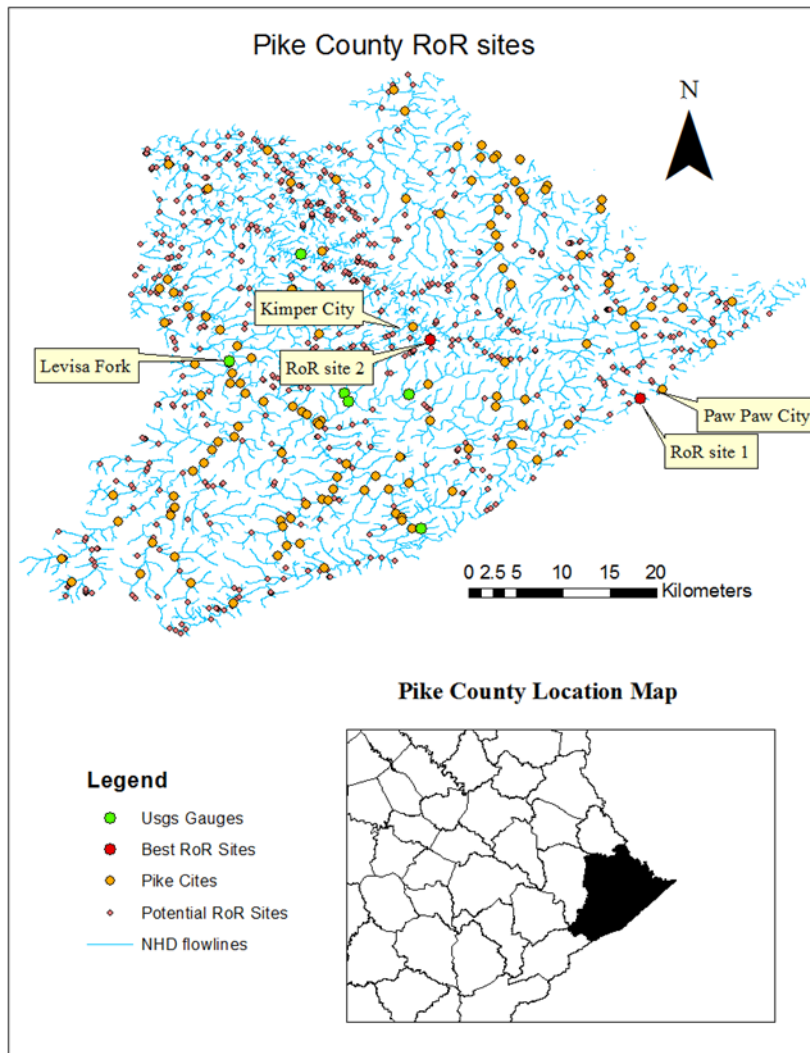 Pike County RoR sites
N
Kimper City
Levisa Fork
RoR site 2
Paw Paw City
RoR site 1
0 2.5 5 10 15 20
Kilometers
Pike County Location Map
Legend
Usgs Gauges
Best RoR Sites
Pike Cites
Potential RoR Sites
NHD flowlines